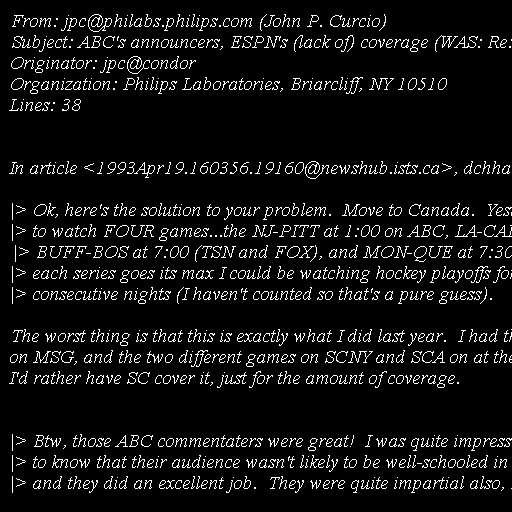 From: jpc@philabs.philips.com (John P. Curcio)
Subject: ABC's announcers, ESPN's (lack of) coverage (WAS: Re:
Originator: jpc@condor
Organization: Philips Laboratories, Briarcliff, NY 10510
Lines: 38
In article <1993Apr19.160356.19160@newshub.ists.ca>, dchha
|> Ok, here's the solution to your problem.  Move to Canada.  Yes
|> to watch FOUR games...the NJ-PITT at 1:00 on ABC, LA-CA
|> BUFF-BOS at 7:00 (TSN and FOX), and MON-QUE at 7:30
|> each series goes its max I could be watching hockey playoffs for
|> consecutive nights (I haven't counted so that's a pure guess).
The worst thing is that this is exactly what I did last year.  I had th
on MSG, and the two different games on SCNY and SCA on at the
I'd rather have SC cover it, just for the amount of coverage.
|> Btw, those ABC commentaters were great!  I was quite impress
|> to know that their audience wasn't likely to be well-schooled in
|> and they did an excellent job.  They were quite impartial also,